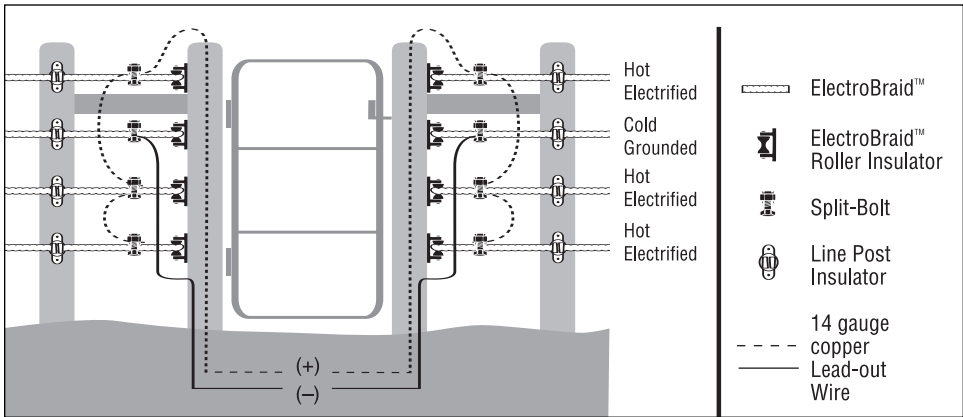 Hot
Electrified
Cold
Grounded
Hot
Electrified
Hot
Electrified
(+)
(–)
ElectroBraid™
ElectroBraid™
Roller Insulator
Split-Bolt
Line Post
Insulator
14 gauge
copper
Lead-out
Wire